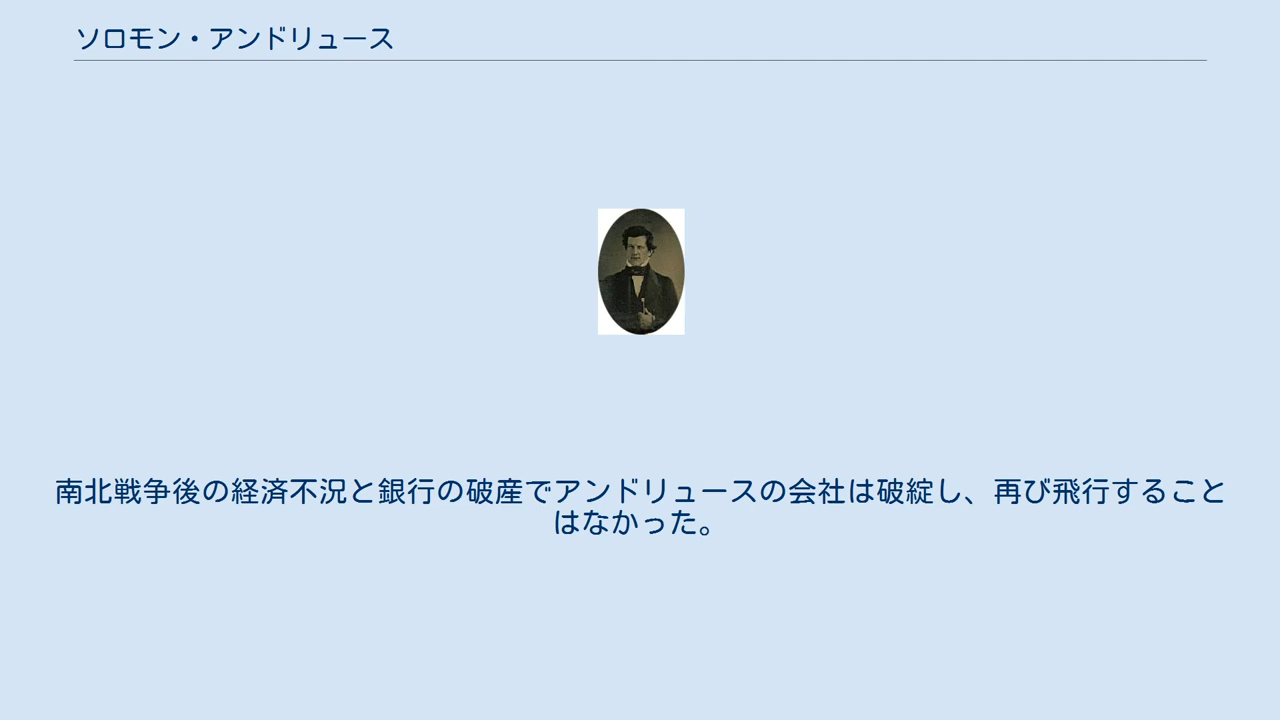 ソロモン・アンドリュース
南北戦争後の経済不況と銀行の破産でアンドリュースの会社は破綻し、再び飛行すること
はなかった。